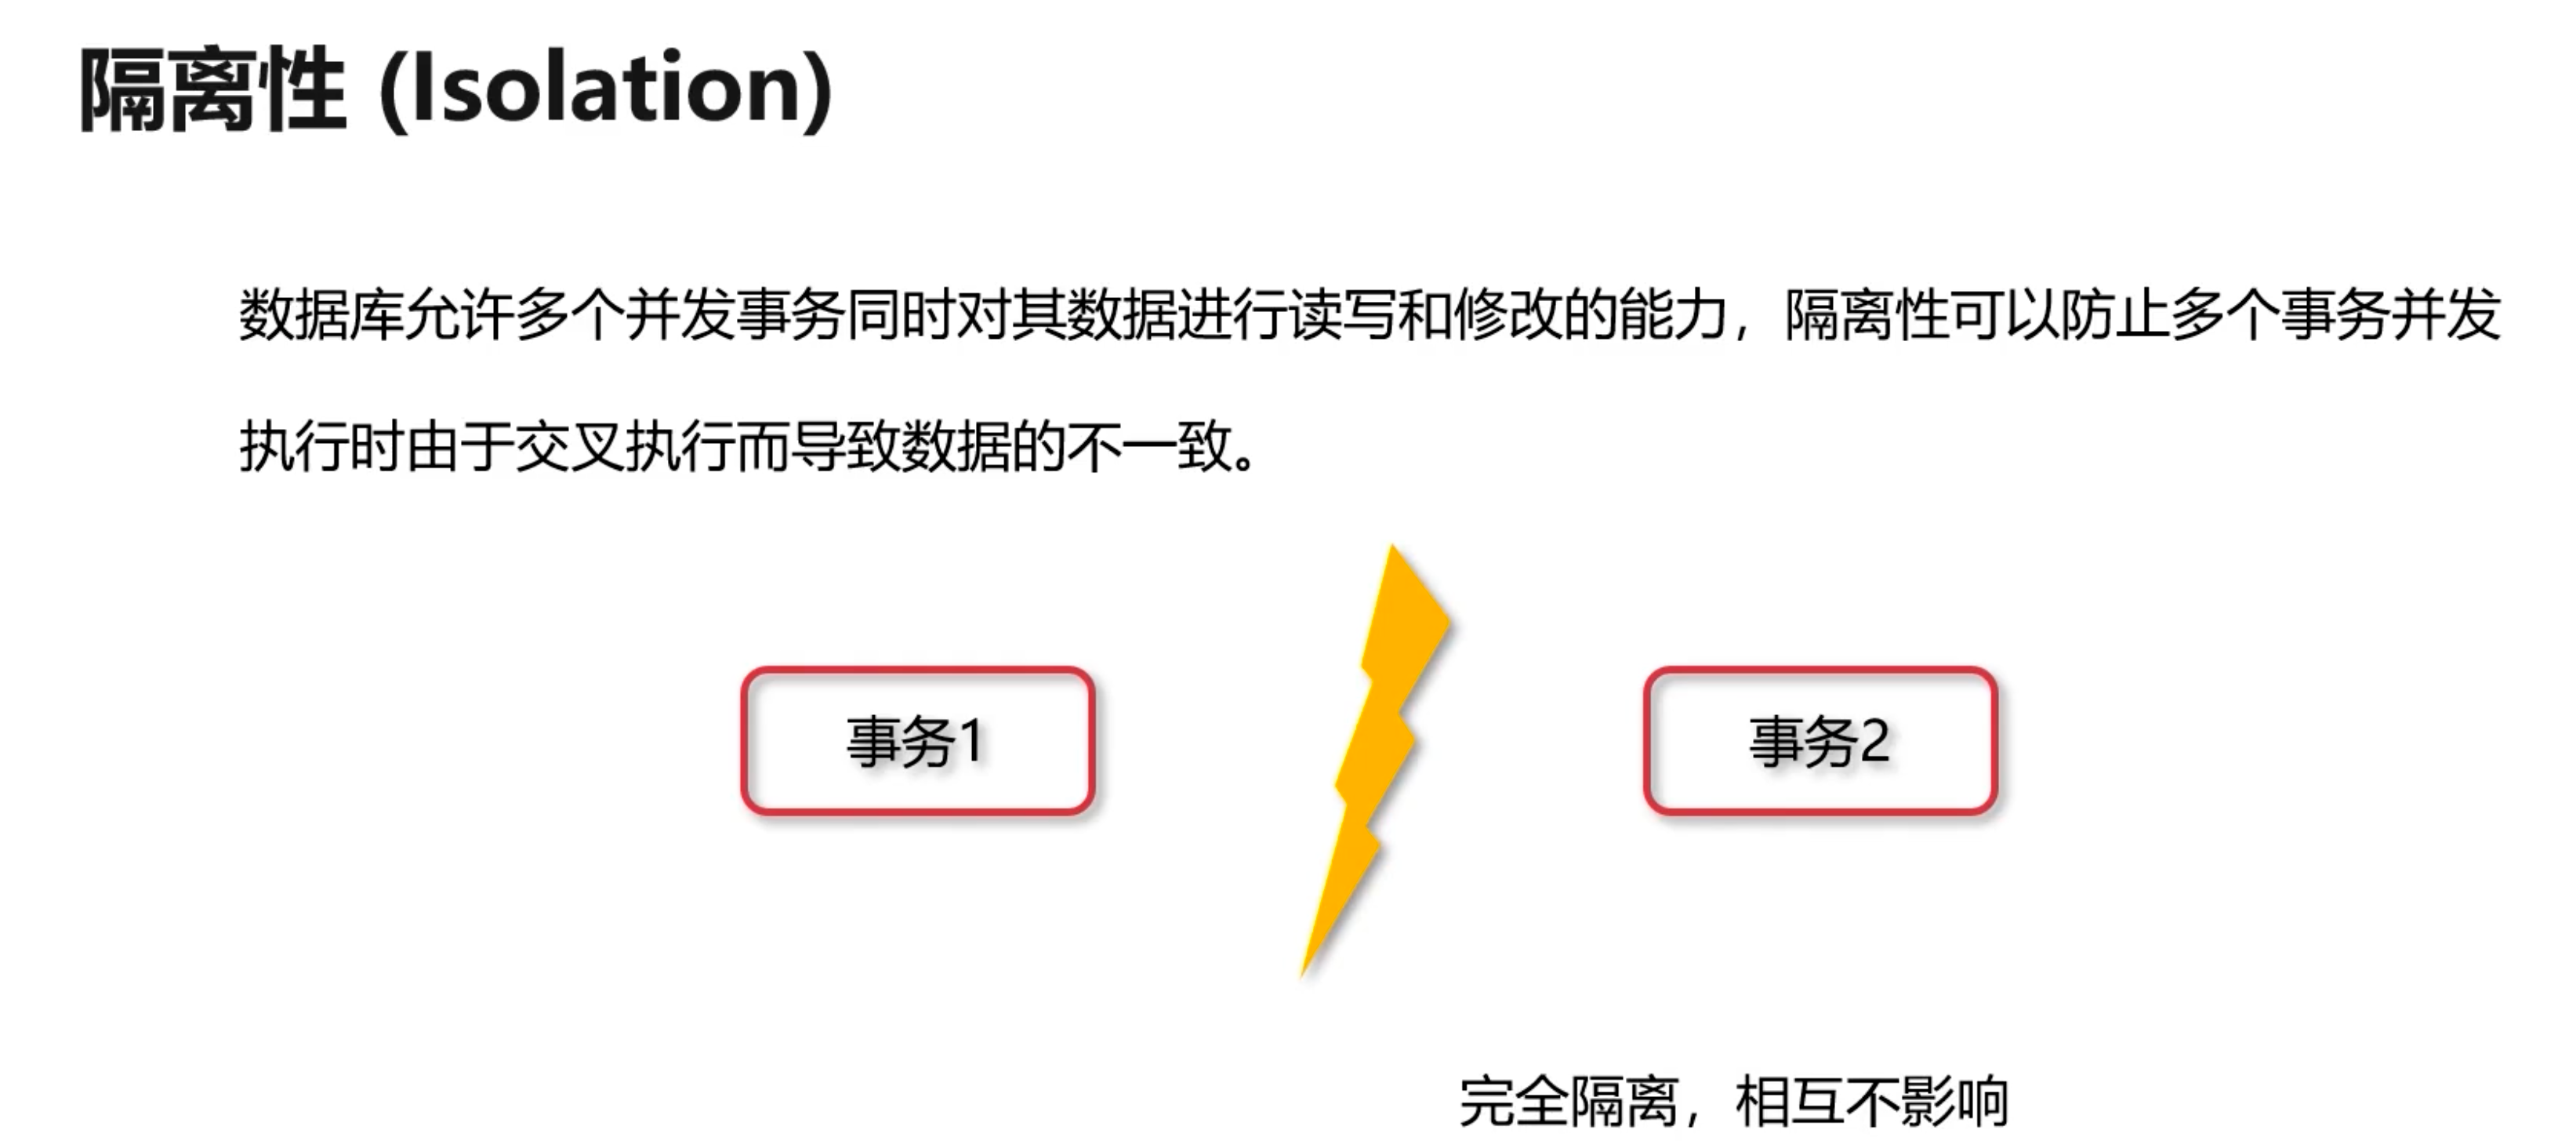 隔离性 (Isolation)
数据库允许多个并发事务同时对其数据进行读写和修改的能力，隔离性可以防止多个事务并发
执行时由于交叉执行而导致数据的不一致。
事务1
事务2
完全隔离，相互不影响